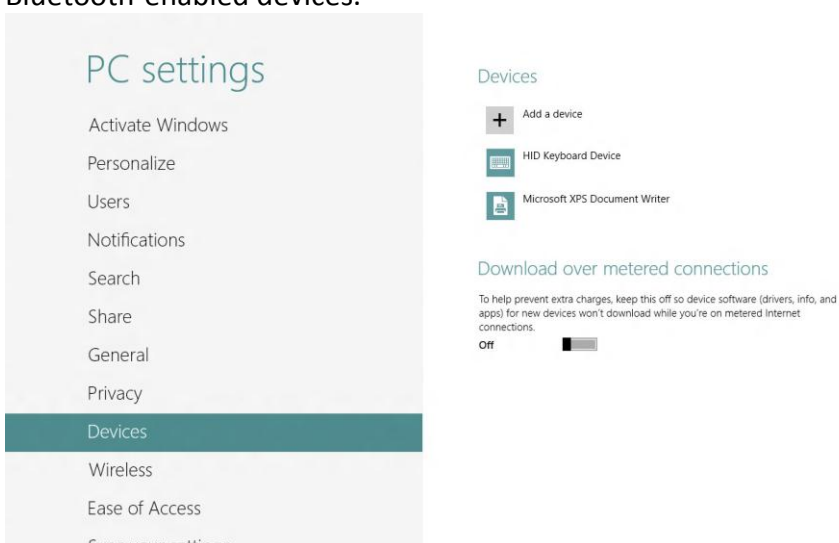 Bluetooth-enabled devices.
PC settings
Activate Windows
Personalize
Users
Notifications
Search
Share
General
Privacy
Devices
Wireless
Ease of Access
Devices
Add a device
HID Keyboard Device
Microsoft XPS Document Writer
Download over metered connections
To help prevent extra charges, keep this off so device software (drivers, info, and
apps) for new devices won't download while you're on metered Internet
connections.
Off